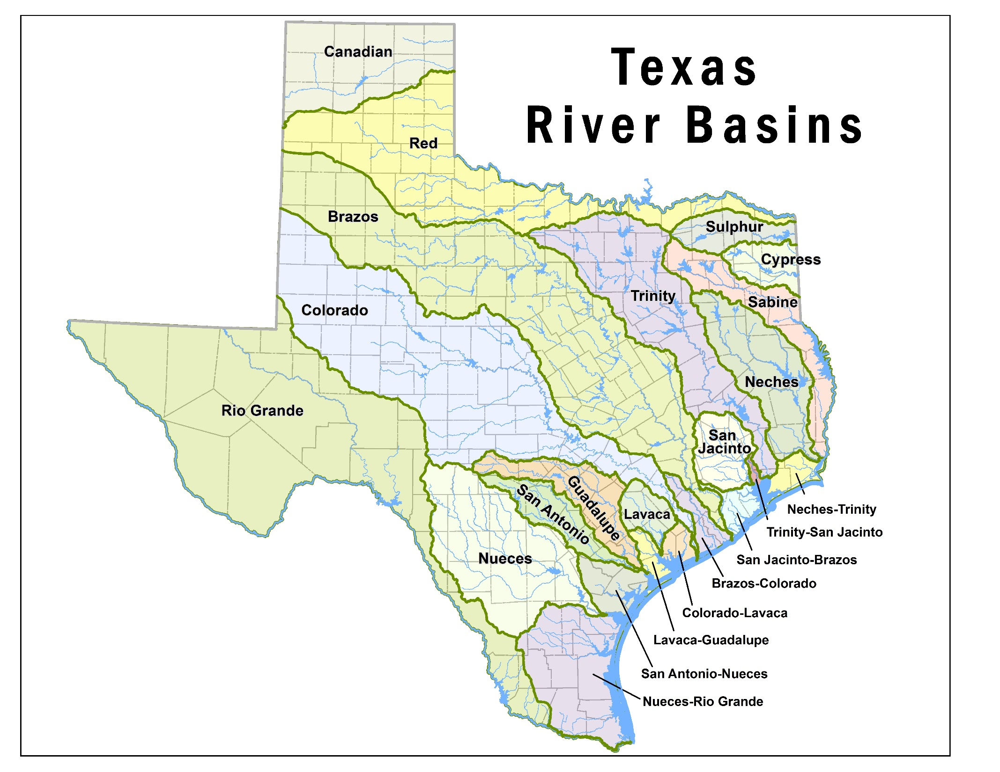 Texas
River Basins
Canadian
Red
Brazos
Sulphur
Cypress
Trinity
Sabine
Colorado
Neches
Rio Grande
San
Jacinto
Guadalupe
San Antonio
Lavaca
Nueces
Neches-Trinity
Trinity-San Jacinto
San Jacinto-Brazos
Brazos-Colorado
Colorado-Lavaca
Lavaca-Guadalupe
San Antonio-Nueces
Nueces-Rio Grande